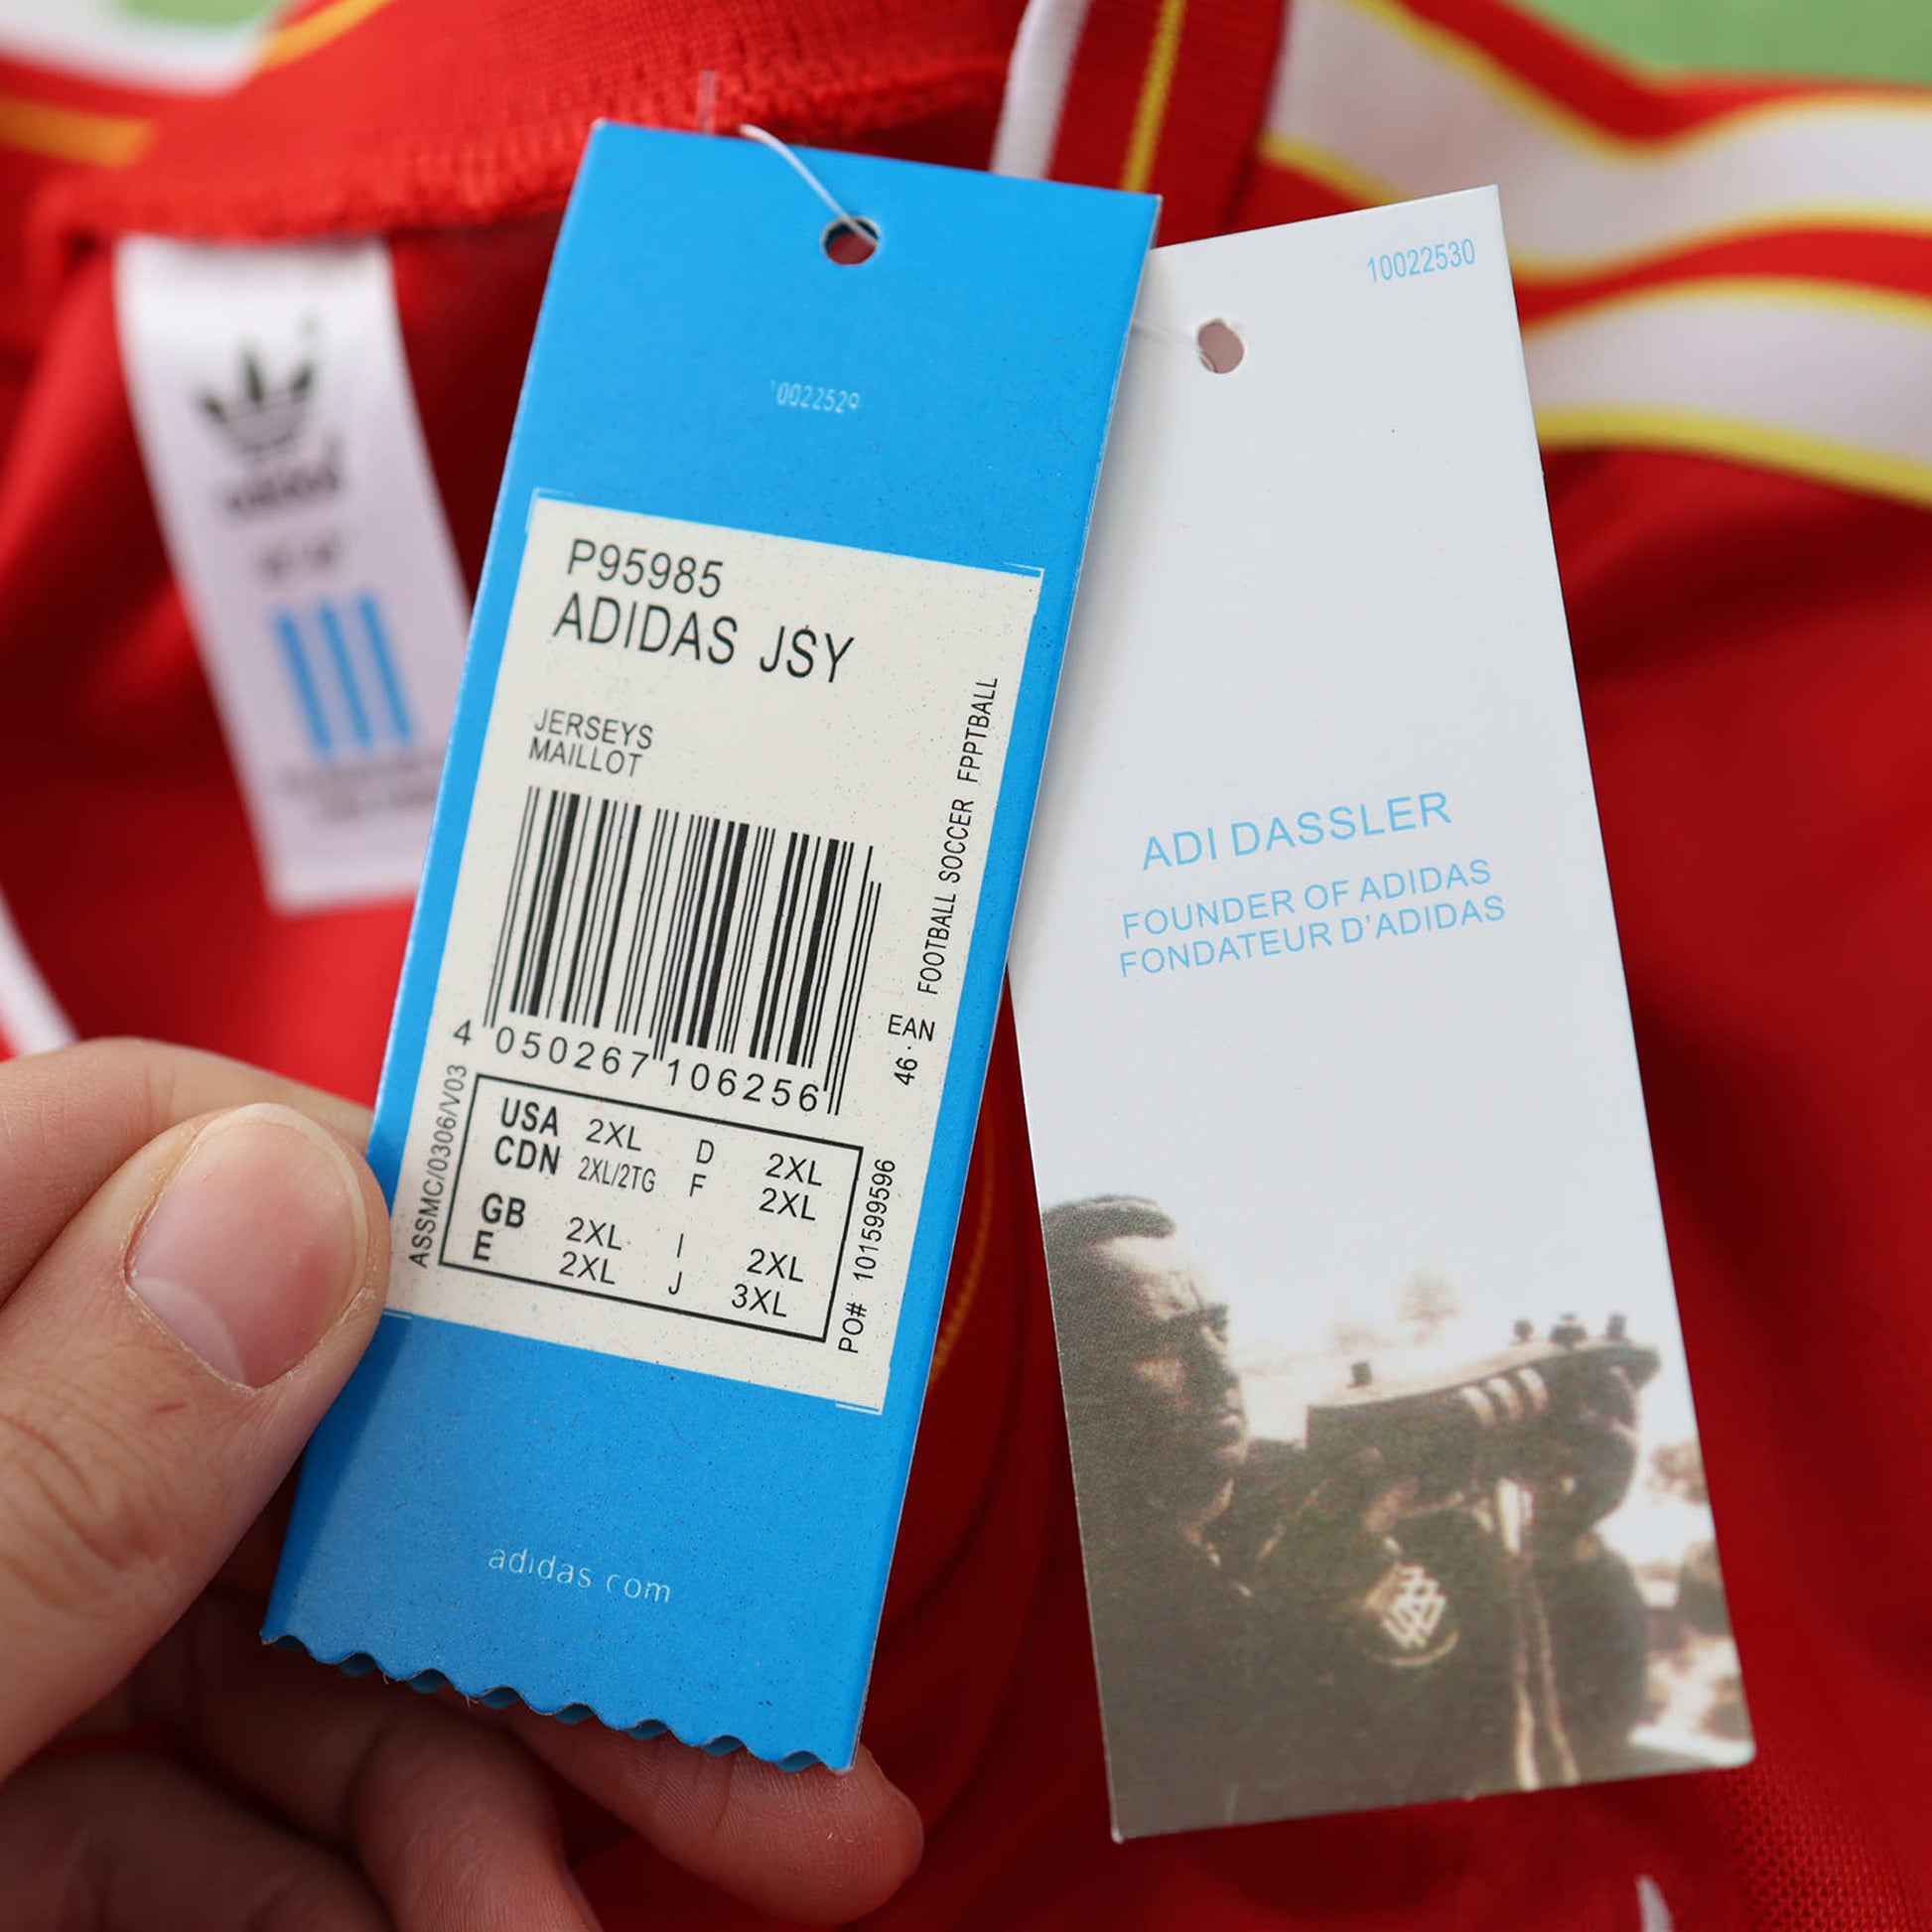 10022529
P95985
ADIDAS JSY
JERSEYS
MAILLOT
FOOTBALL SOCCER FPPTBALL
46 · EAN
4 050267 106256
ASSMC/0306/V03
USA 2XL D 2XL
CDN 2XL/2TG F 2XL
GB 2XL I 2XL
E 2XL J 3XL
PO# 101599596
adidas com
10022530
ADI DASSLER
FOUNDER OF ADIDAS
FONDATEUR D'ADIDAS